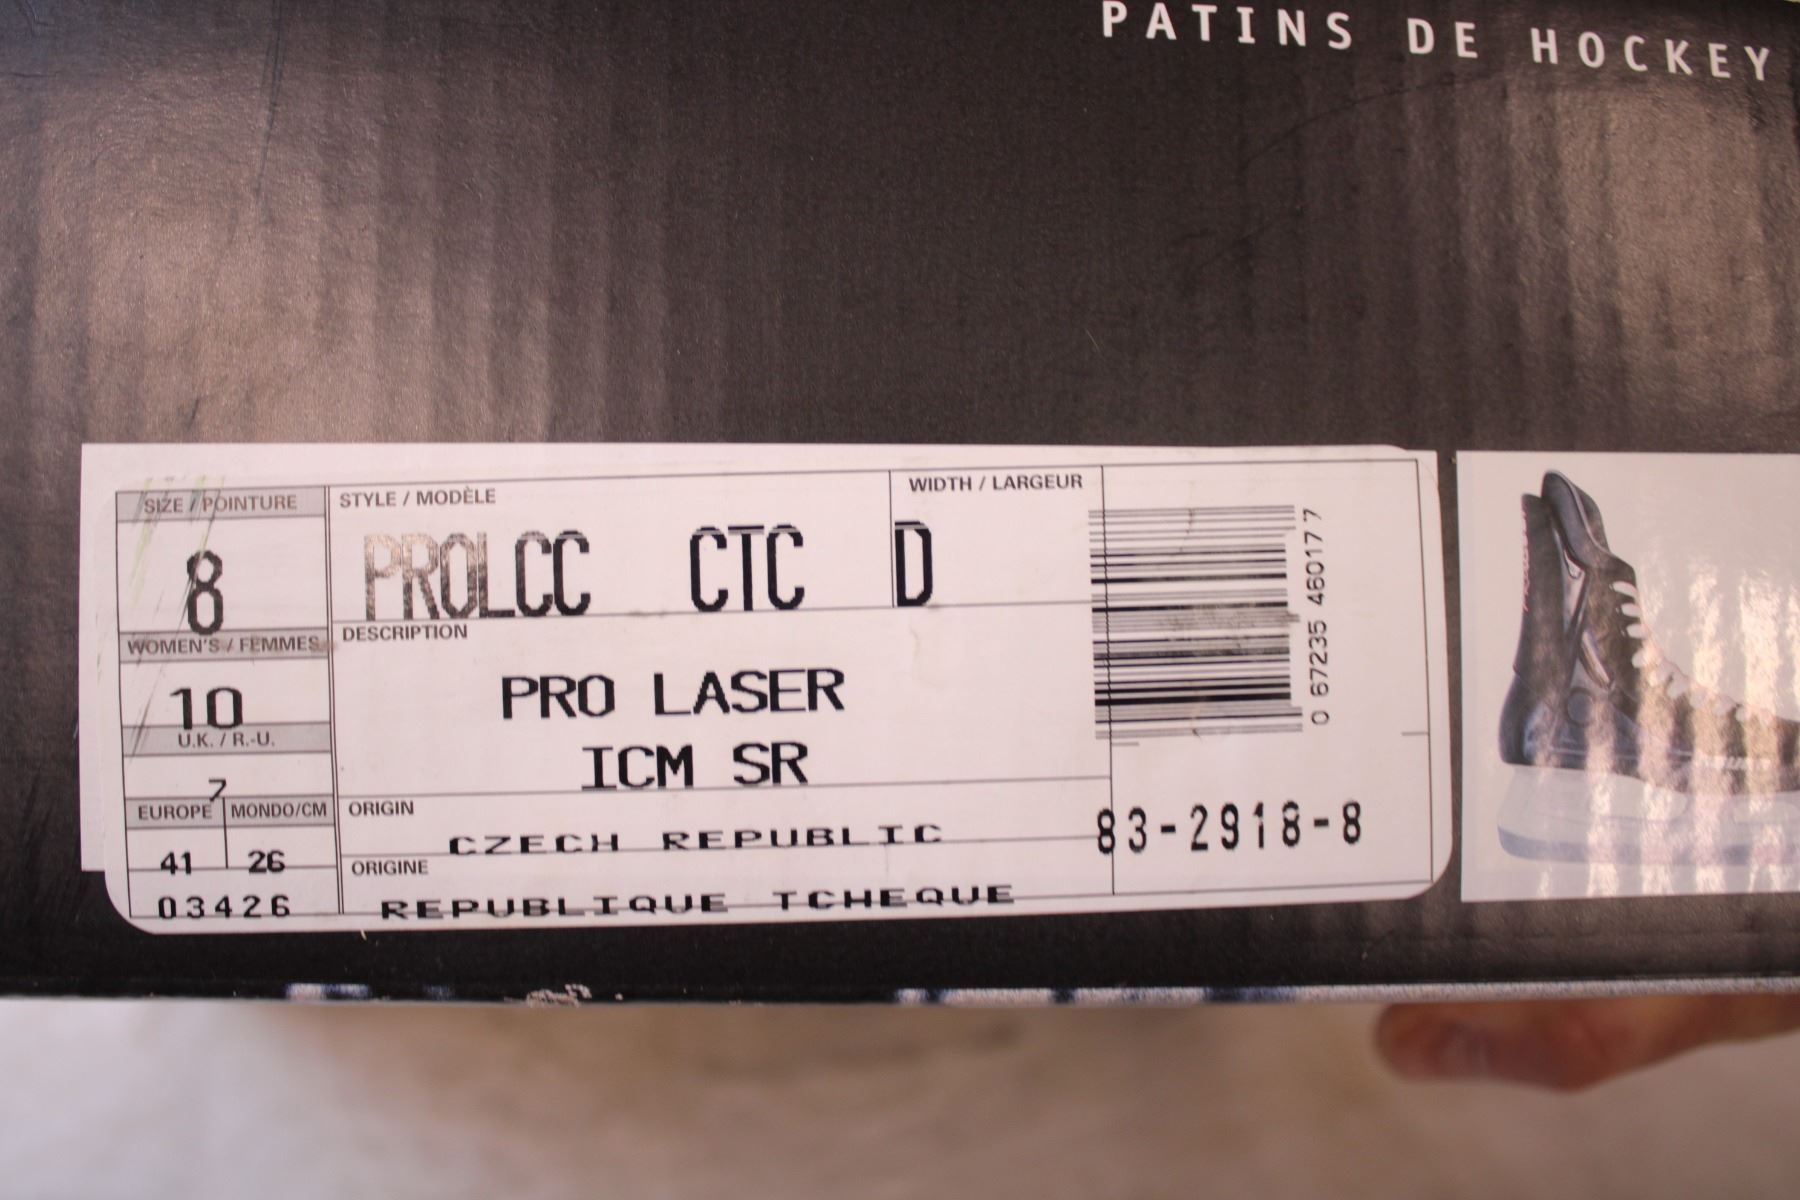 PATINS DE HOCKEY
SIZE / POINTURE
8
WOMEN'S / FEMMES
10
U.K. / R.-U.
7
EUROPE MONDO/CM
41 26
03426
STYLE / MODÈLE
PROLCC CTC
WIDTH / LARGEUR
D
DESCRIPTION
PRO LASER
ICM SR
ORIGIN
CZECH REPUBLIC
ORIGINE
REPUBLIQUE TCHEQUE
0 67235 46017 7
83-2918-8